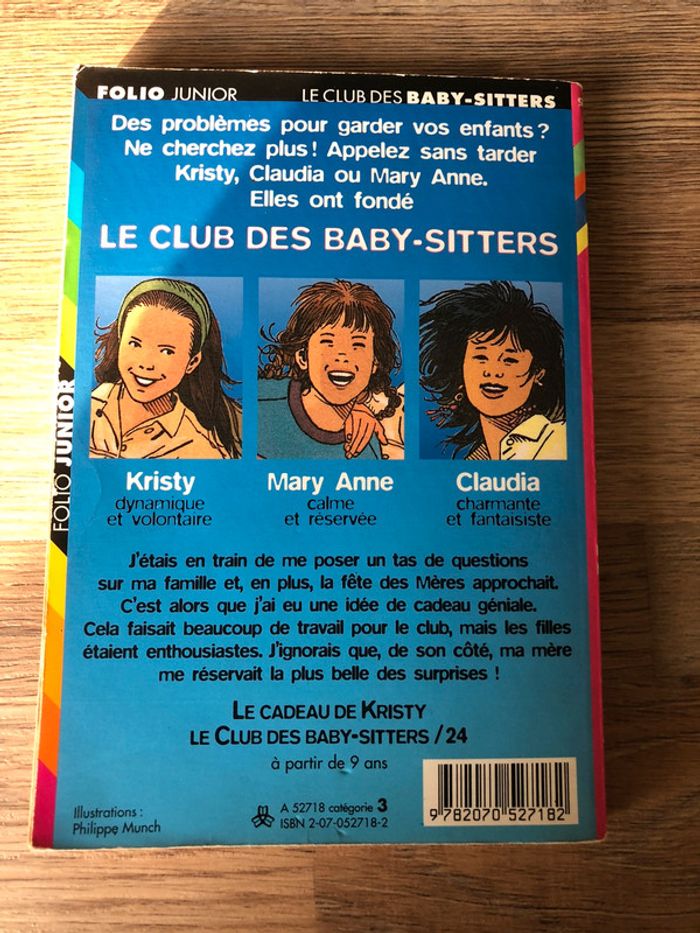 FOLIO JUNIOR LE CLUB DES BABY-SITTERS
Des problèmes pour garder vos enfants ?
Ne cherchez plus ! Appelez sans tarder
Kristy, Claudia ou Mary Anne.
Elles ont fondé
LE CLUB DES BABY-SITTERS
Kristy
dynamique
et volontaire
Mary Anne
calme
et réservée
Claudia
charmante
et fantaisiste
FOLIO JUNIOR
J'étais en train de me poser un tas de questions
sur ma famille et, en plus, la fête des Mères approchait.
C'est alors que j'ai eu une idée de cadeau géniale.
Cela faisait beaucoup de travail pour le club, mais les filles
étaient enthousiastes. J'ignorais que, de son côté, ma mère
me réservait la plus belle des surprises !
LE CADEAU DE KRISTY
LE CLUB DES BABY-SITTERS / 24
à partir de 9 ans
Illustrations :
Philippe Munch
A 52718 catégorie 3
ISBN 2-07-052718-2
9 782070 527182